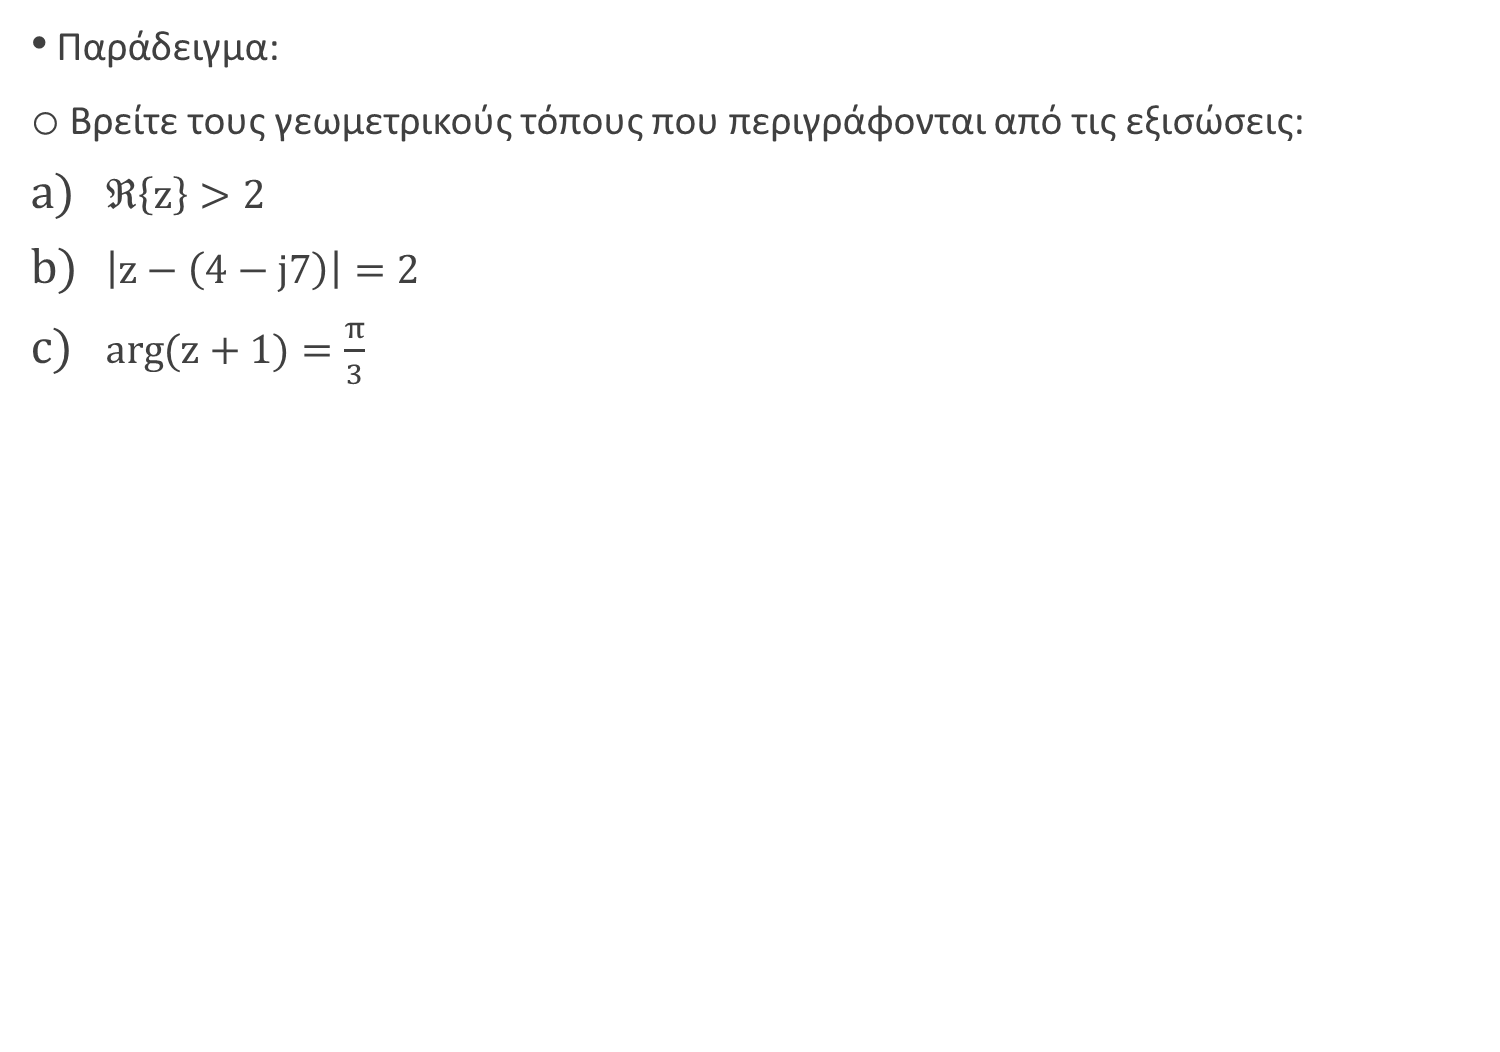 • Παράδειγμα:
○ Βρείτε τους γεωμετρικούς τόπους που περιγράφονται από τις εξισώσεις:
a) ℜ{z} > 2
b) |z − (4 − j7)| = 2
c) arg(z + 1) = π/3